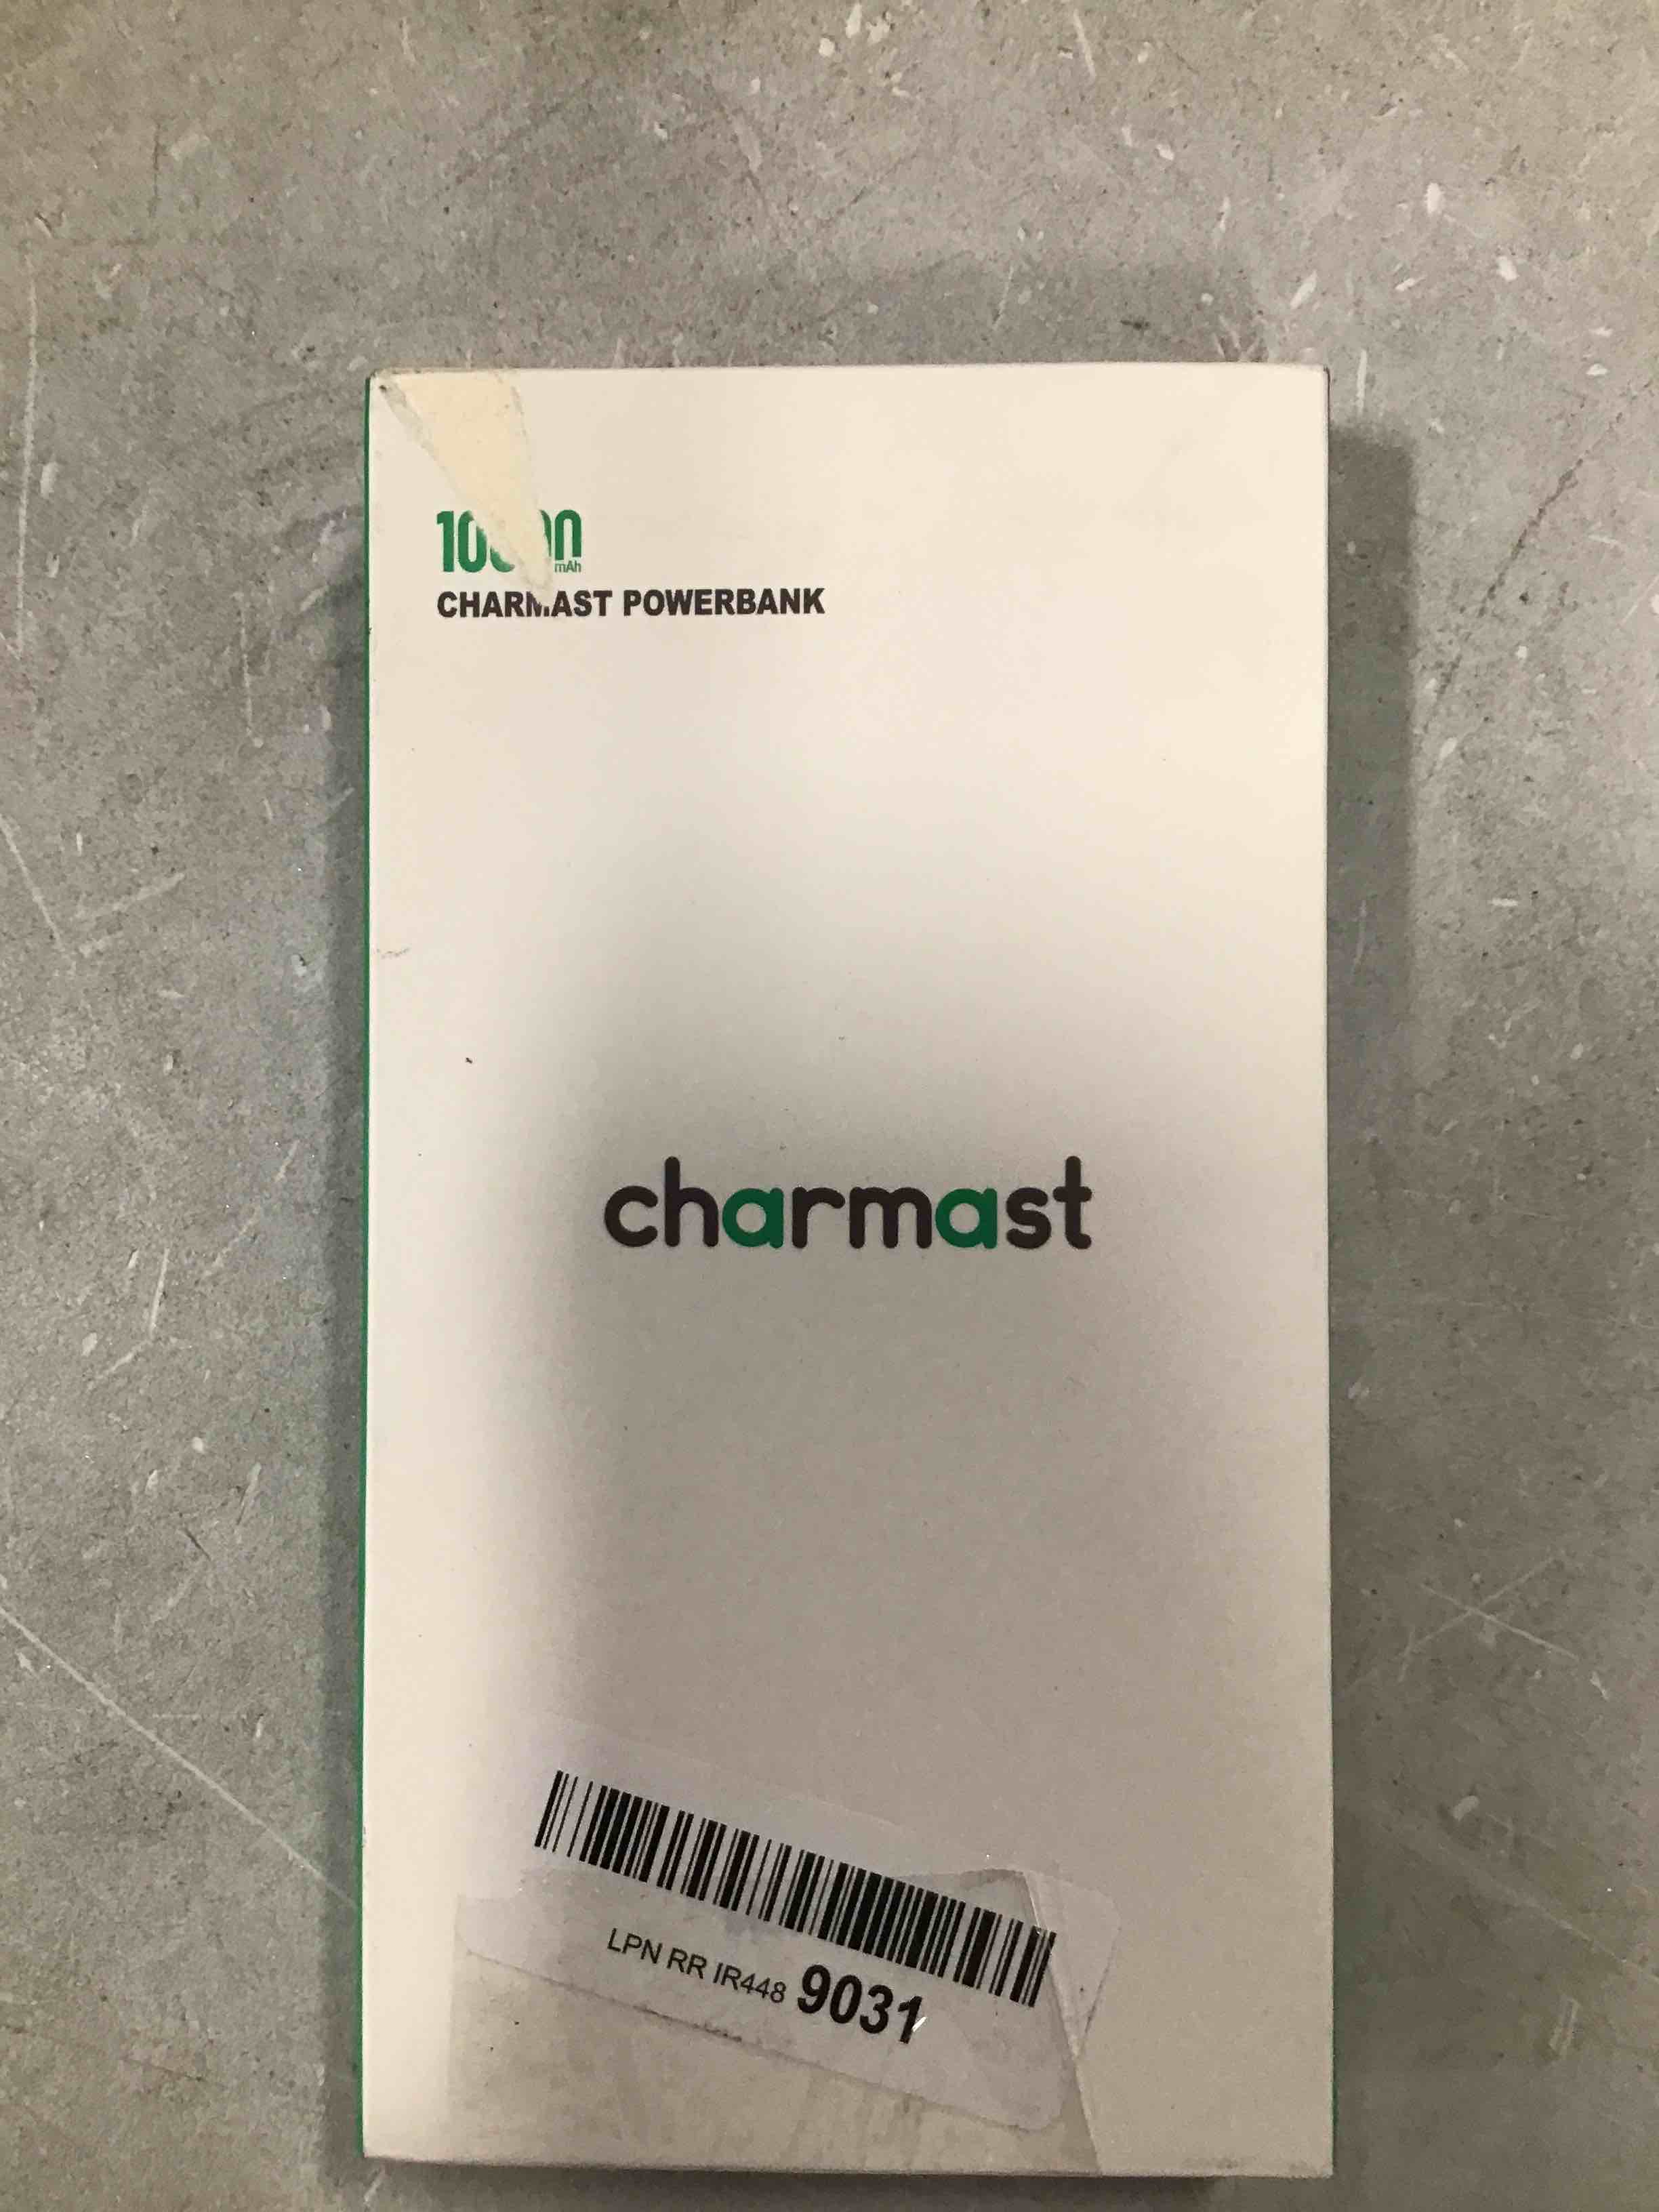 mAh
CHARMAST POWERBANK
charmast
LPN RR IR448 9031